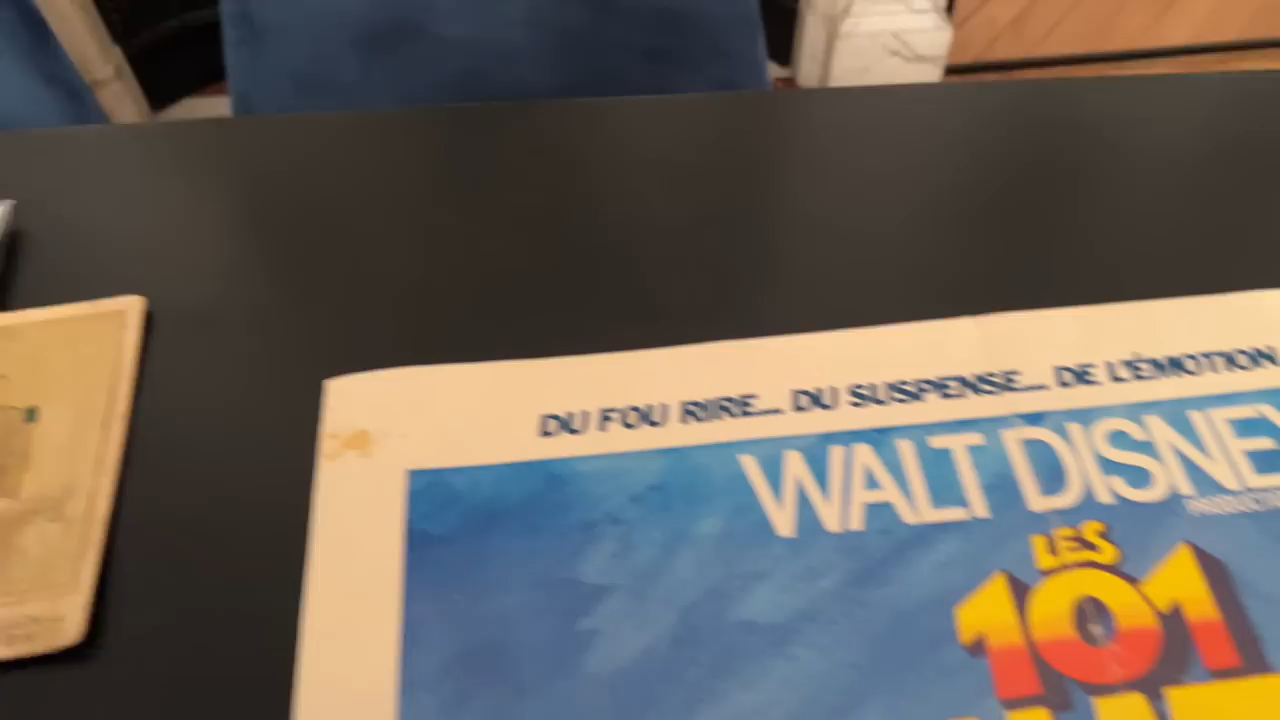 DU FOU RIRE... DU SUSPENSE... DE L'ÉMOTION
WALT DISNEY
LES
101